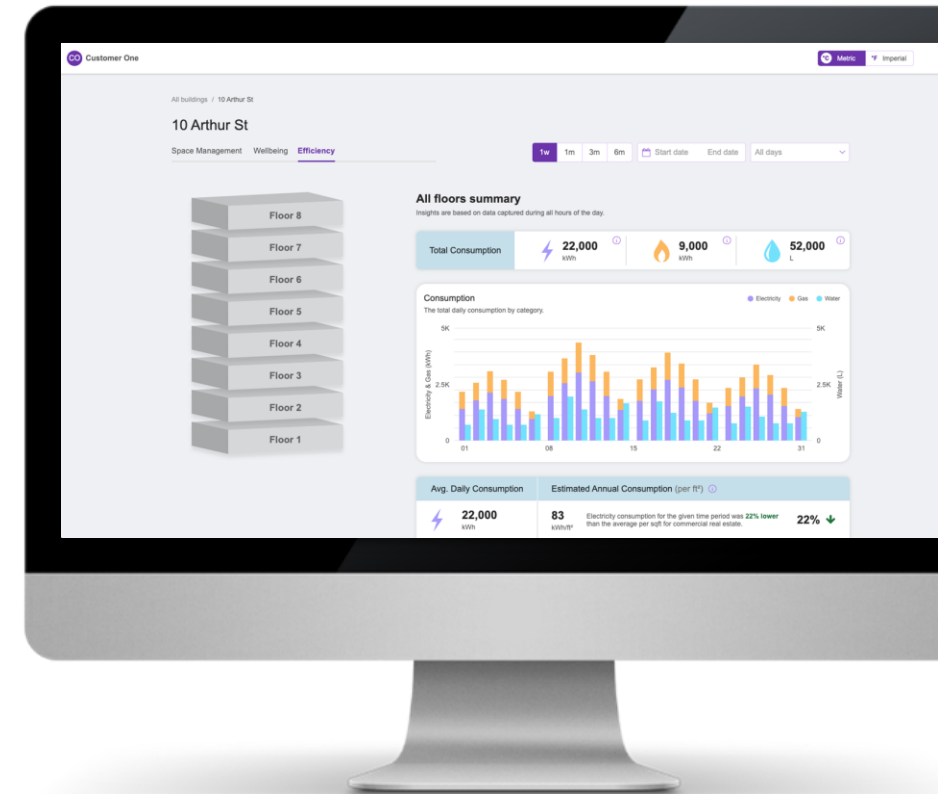 CO Customer One
°C Metric °F Imperial
All buildings / 10 Arthur St
10 Arthur St
Space Management Wellbeing Efficiency
1w 1m 3m 6m Start date End date All days
Floor 8
Floor 7
Floor 6
Floor 5
Floor 4
Floor 3
Floor 2
Floor 1
All floors summary
Insights are based on data captured during all hours of the day.
Total Consumption
22,000
kWh
9,000
kWh
52,000
L
Consumption
The total daily consumption by category.
Electricity Gas Water
Electricity & Gas (kWh)
5K
2.5K
0
01 08 15 22 31
5K
2.5K
0
Water (L)
Avg. Daily Consumption
Estimated Annual Consumption (per ft²)
22,000
kWh
83
kWh/ft²
Electricity consumption for the given time period was 22% lower
than the average per sqft for commercial real estate.
22%